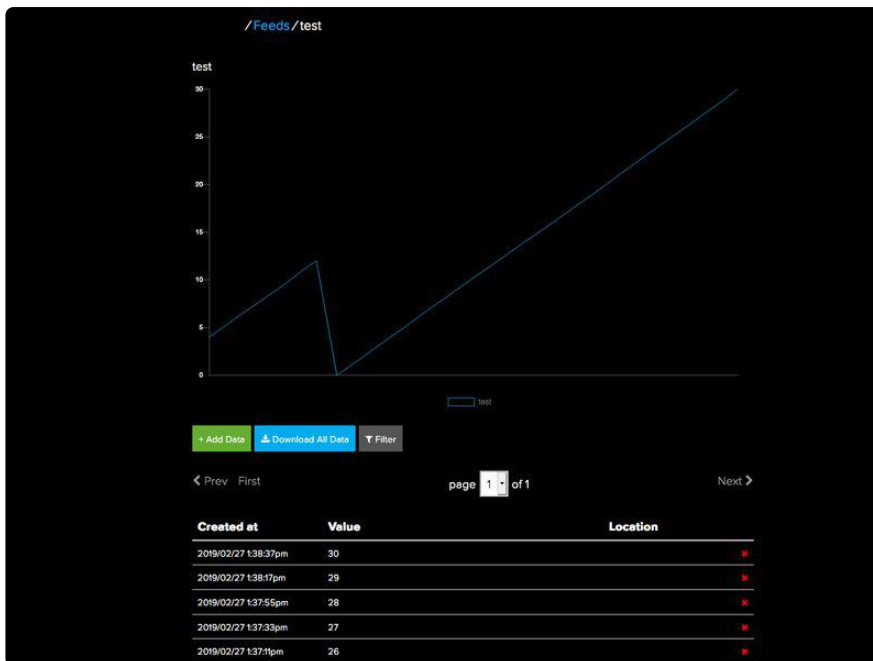 /Feeds/test
test
30
25
20
15
10
5
0
test
+ Add Data Download All Data Filter
Prev First page 1 of 1 Next
Created at Value Location
2019/02/27 1:38:37pm 30
2019/02/27 1:38:17pm 29
2019/02/27 1:37:55pm 28
2019/02/27 1:37:33pm 27
2019/02/27 1:37:11pm 26